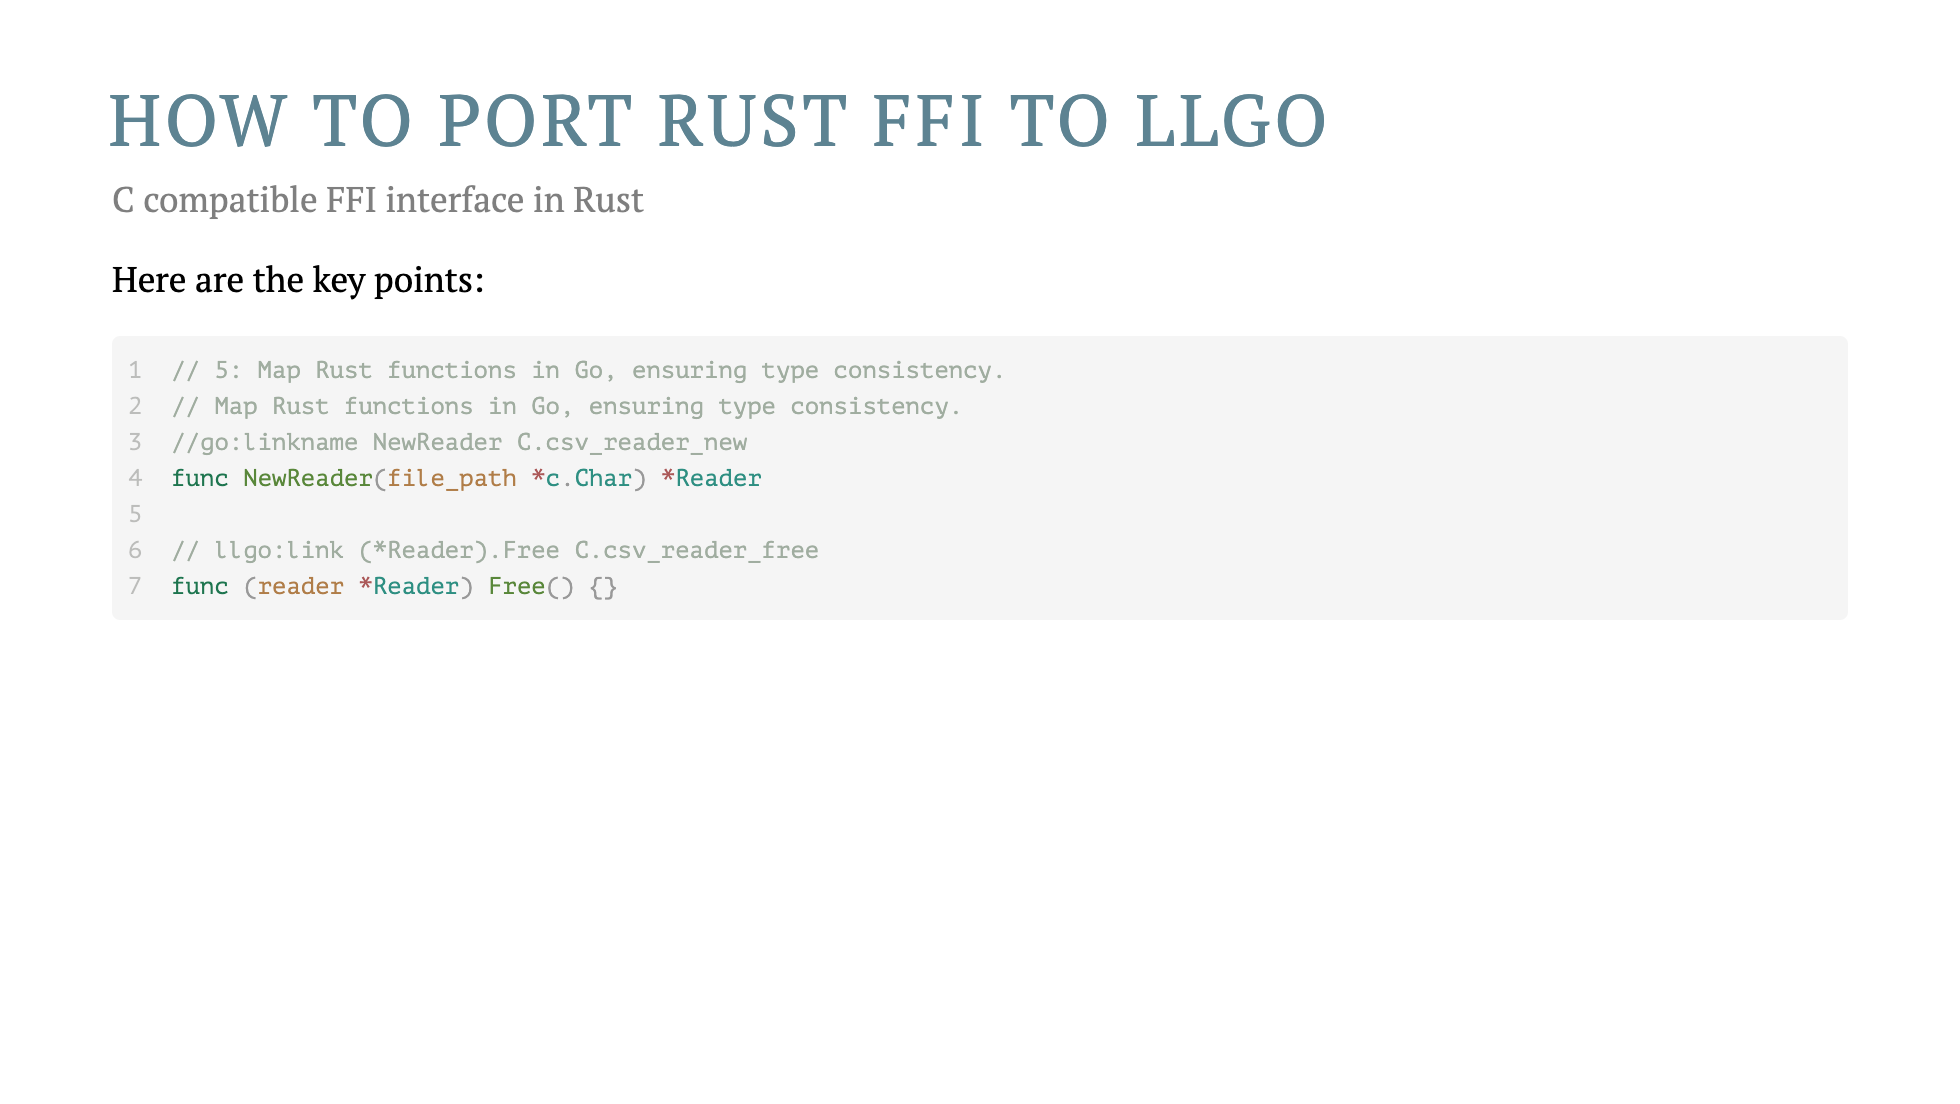 HOW TO PORT RUST FFI TO LLGO
C compatible FFI interface in Rust
Here are the key points:
1 // 5: Map Rust functions in Go, ensuring type consistency.
2 // Map Rust functions in Go, ensuring type consistency.
3 //go:linkname NewReader C.csv_reader_new
4 func NewReader(file_path *c.Char) *Reader
5
6 // llgo:link (*Reader).Free C.csv_reader_free
7 func (reader *Reader) Free() {}